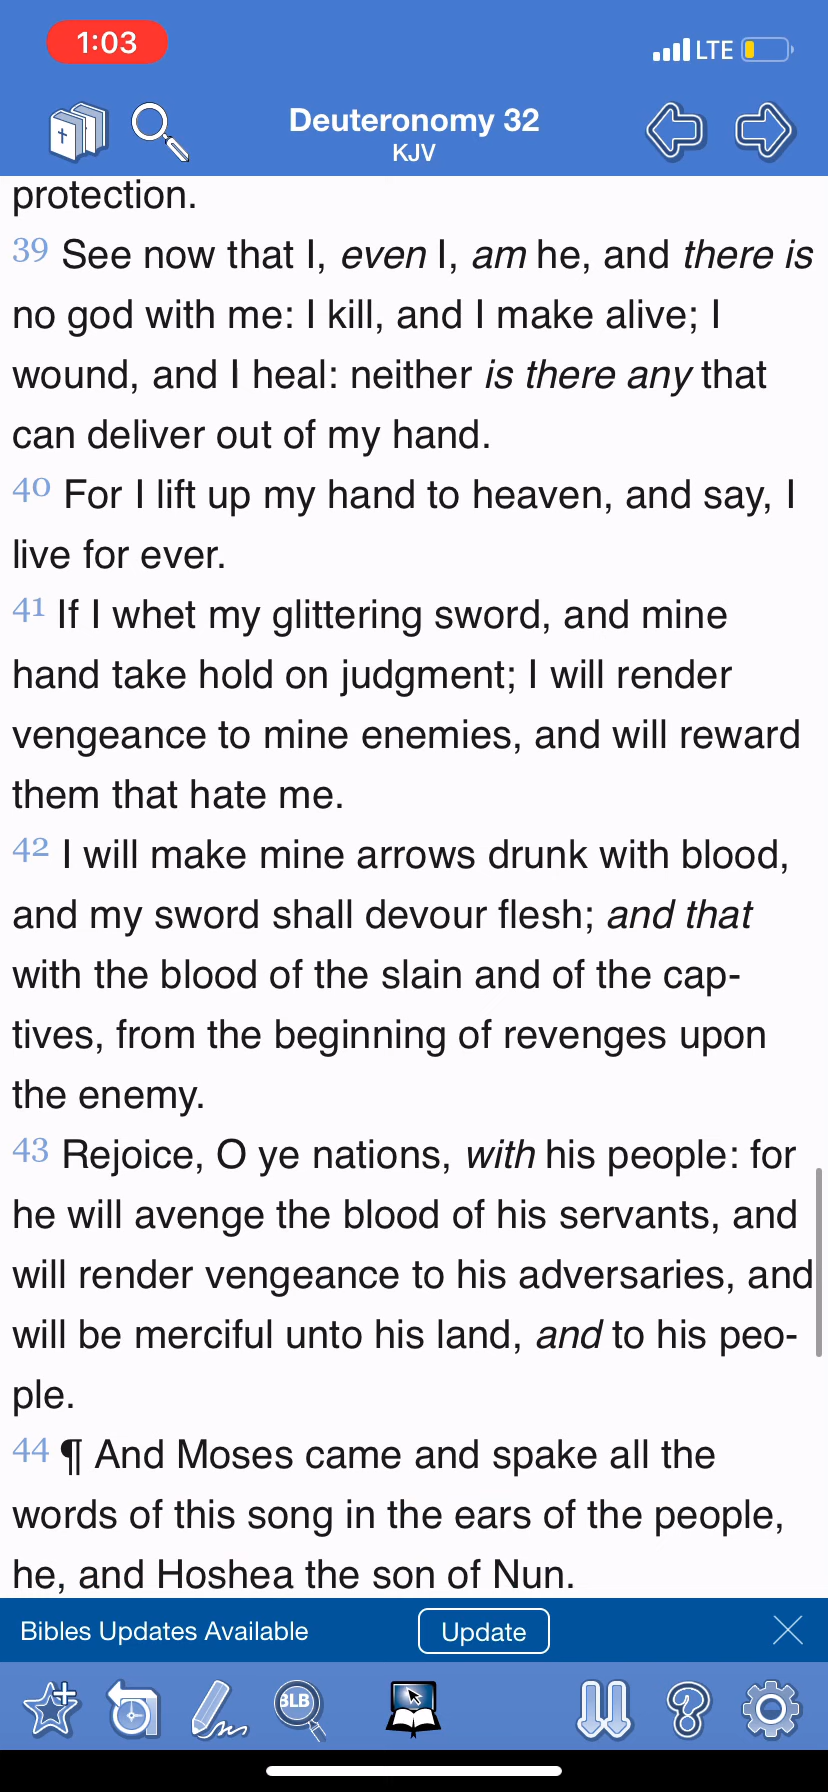 1:03
LTE
Deuteronomy 32
KJV
protection.
39 See now that I, even I, am he, and there is
no god with me: I kill, and I make alive; I
wound, and I heal: neither is there any that
can deliver out of my hand.
40 For I lift up my hand to heaven, and say, I
live for ever.
41 If I whet my glittering sword, and mine
hand take hold on judgment; I will render
vengeance to mine enemies, and will reward
them that hate me.
42 I will make mine arrows drunk with blood,
and my sword shall devour flesh; and that
with the blood of the slain and of the cap-
tives, from the beginning of revenges upon
the enemy.
43 Rejoice, O ye nations, with his people: for
he will avenge the blood of his servants, and
will render vengeance to his adversaries, and
will be merciful unto his land, and to his peo-
ple.
44 ¶ And Moses came and spake all the
words of this song in the ears of the people,
he, and Hoshea the son of Nun.
Bibles Updates Available
Update
BLB